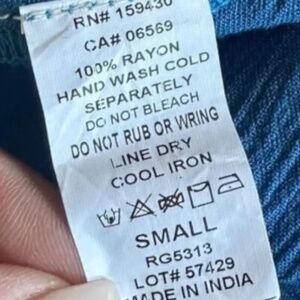 RN# 159430
CA# 06569
100% RAYON
HAND WASH COLD
SEPARATELY
DO NOT BLEACH
DO NOT RUB OR WRING
LINE DRY
COOL IRON
SMALL
RG5313
LOT# 57429
MADE IN INDIA